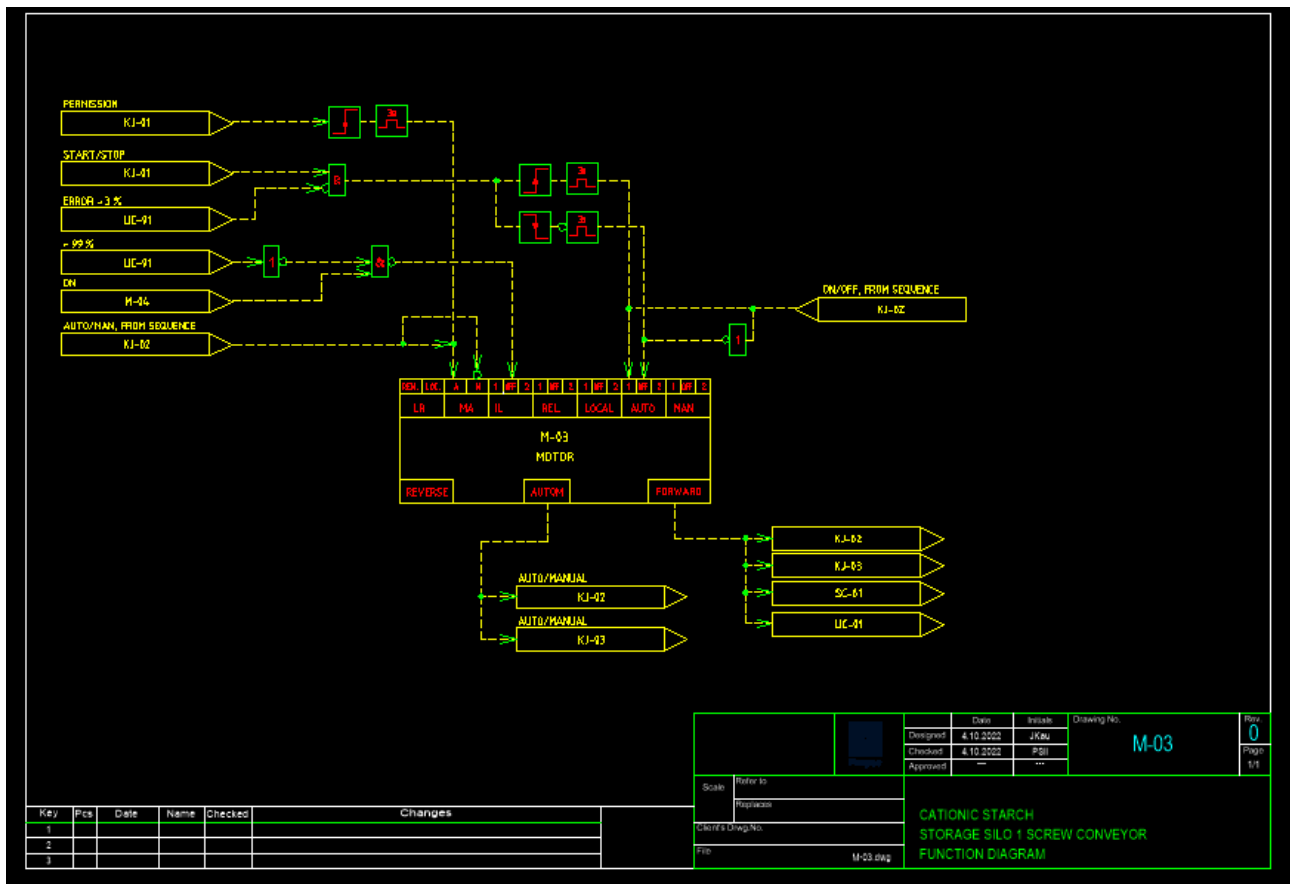 PERMISSION
KJ-01
3s
START/STOP
KJ-01
&
3s
ERROR -3 %
LIC-01
3s
- 99 %
LIC-01
1
&
ON
M-04
ON/OFF, FROM SEQUENCE
KJ-02
AUTO/MAN, FROM SEQUENCE
KJ-02
1
REM. LOC. A M 1 OFF 2 1 OFF 2 1 OFF 2 1 OFF 2 1 OFF 2
LR MA IL REL LOCAL AUTO MAN
M-03
MOTOR
REVERSE AUTOM FORWARD
KJ-02
KJ-03
SC-01
LIC-01
AUTO/MANUAL
KJ-02
AUTO/MANUAL
KJ-03
Date Initials Drawing No. Rev.
Designed 4.10.2022 JKau M-03 0
Checked 4.10.2022 PSII Page
Approved --- --- 1/1
Scale Refer to
Replaces
Client's Drwg.No.
File M-03.dwg
CATIONIC STARCH
STORAGE SILO 1 SCREW CONVEYOR
FUNCTION DIAGRAM
Key Pcs Date Name Checked Changes
1
2
3